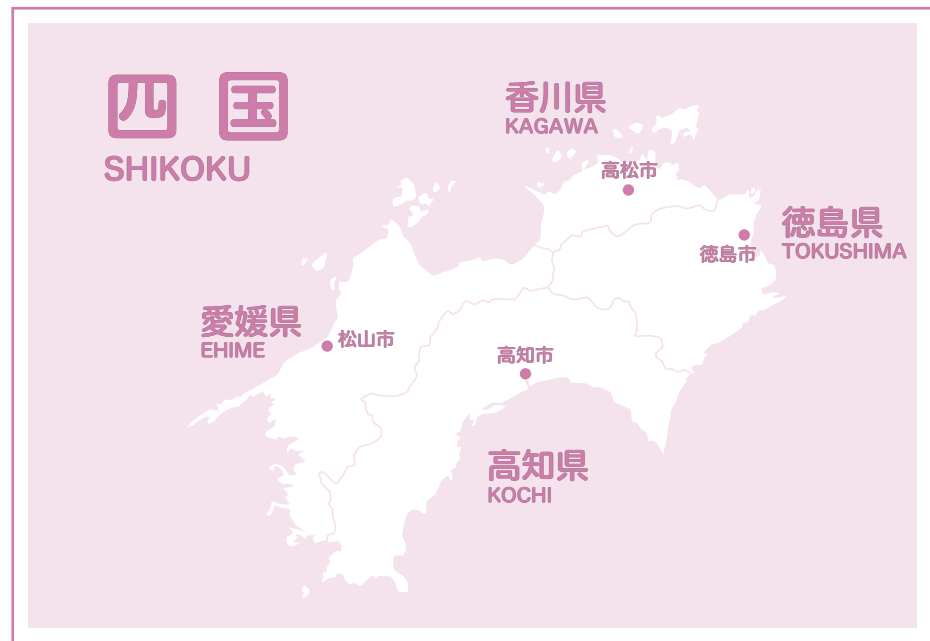 四 国
SHIKOKU
香川県
KAGAWA
高松市
徳島県
TOKUSHIMA
徳島市
愛媛県
EHIME
松山市
高知市
高知県
KOCHI